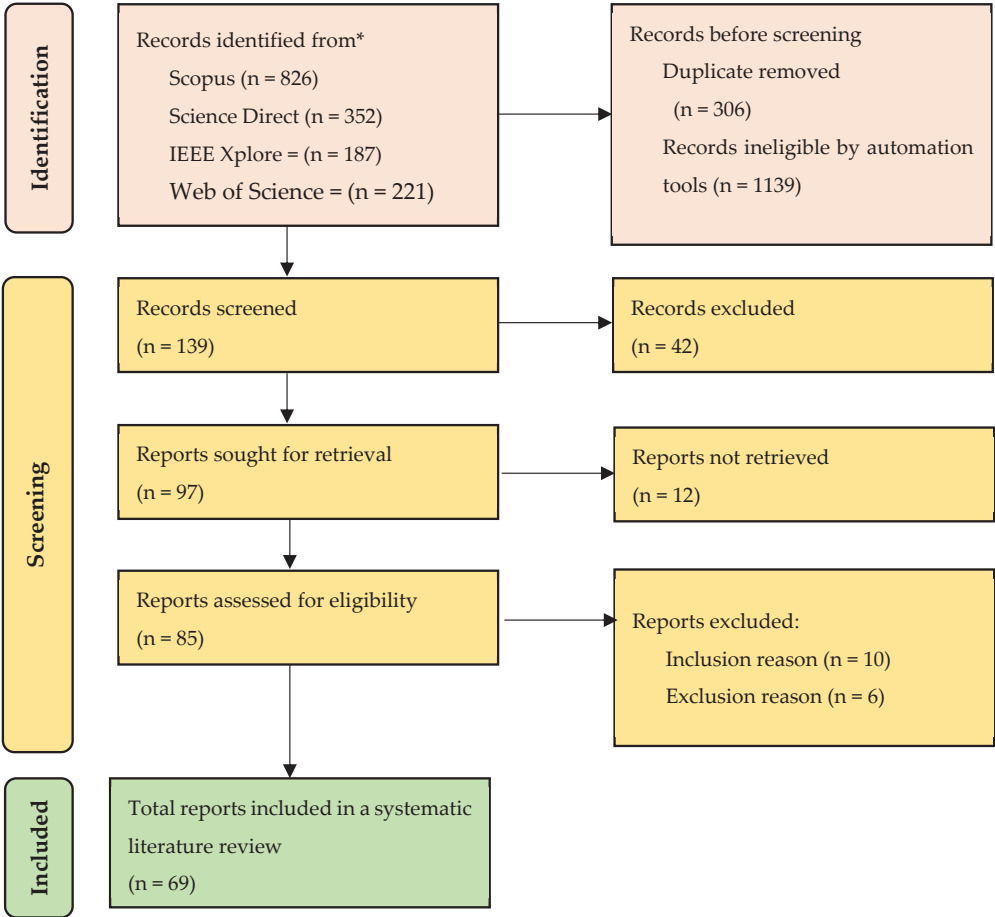 Identification
Records identified from*
Scopus (n = 826)
Science Direct (n = 352)
IEEE Xplore = (n = 187)
Web of Science = (n = 221)
Records before screening
Duplicate removed
(n = 306)
Records ineligible by automation
tools (n = 1139)
Screening
Records screened
(n = 139)
Records excluded
(n = 42)
Reports sought for retrieval
(n = 97)
Reports not retrieved
(n = 12)
Reports assessed for eligibility
(n = 85)
Reports excluded:
Inclusion reason (n = 10)
Exclusion reason (n = 6)
Included
Total reports included in a systematic
literature review
(n = 69)